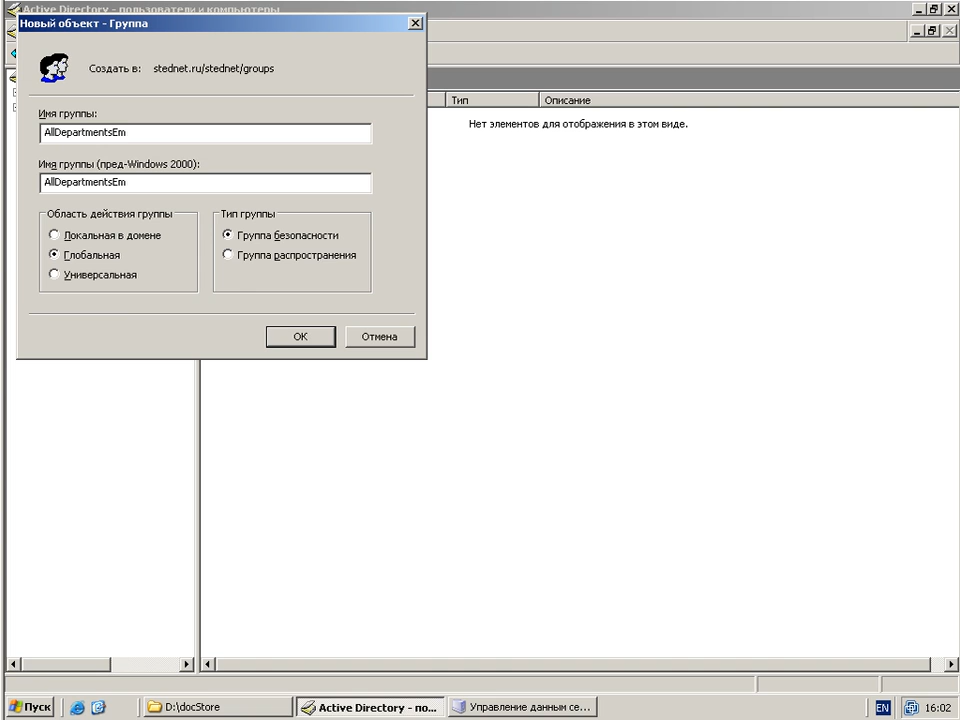 Active Directory - пользователи и компьютеры
Новый объект - Группа
Создать в: stednet.ru/stednet/groups
Имя группы:
AllDepartmentsEm
Имя группы (пред-Windows 2000):
AllDepartmentsEm
Область действия группы
Локальная в домене
Глобальная
Универсальная
Тип группы
Группа безопасности
Группа распространения
OK
Отмена
Тип
Описание
Нет элементов для отображения в этом виде.
Пуск
D:\docStore
Active Directory - по...
Управление данным се...
EN
16:02